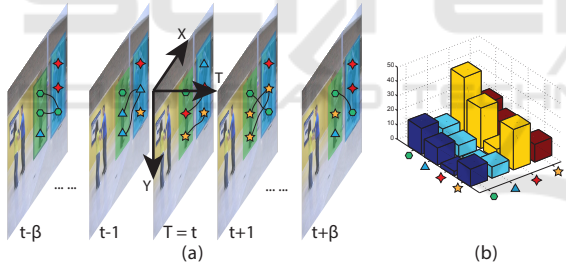 X
T
Y
t-β
t-1
T = t
t+1
t+β
... ...
... ...
(a)
50
40
30
20
10
0
(b)